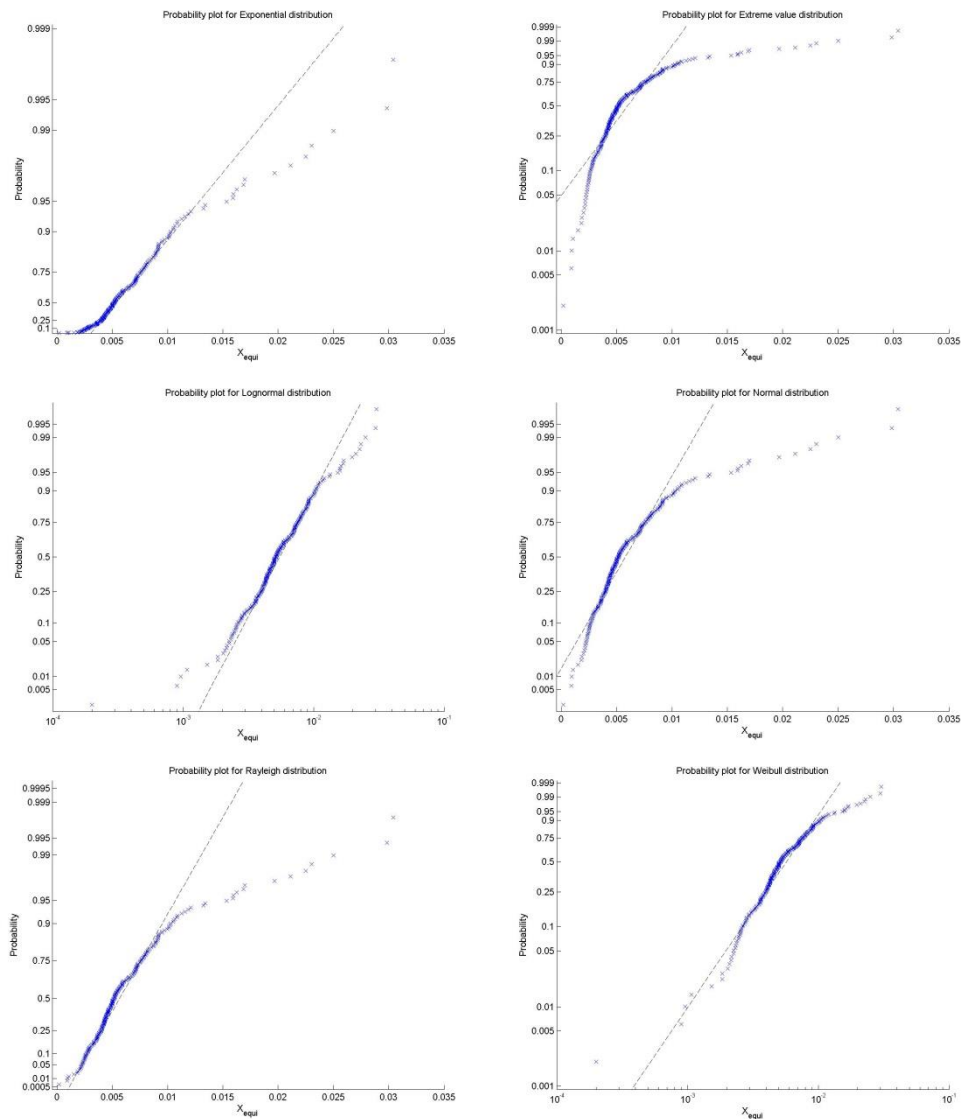 Probability plot for Exponential distribution
0.999
0.995
0.99
0.95
0.9
0.75
0.5
0.25
0.1
Probability
0 0.005 0.01 0.015 0.02 0.025 0.03 0.035
X_equi
Probability plot for Extreme value distribution
0.999
0.99
0.95
0.9
0.75
0.5
0.25
0.1
0.05
0.01
0.005
0.001
Probability
0 0.005 0.01 0.015 0.02 0.025 0.03 0.035
X_equi
Probability plot for Lognormal distribution
0.995
0.99
0.95
0.9
0.75
0.5
0.25
0.1
0.05
0.01
0.005
Probability
10^-4 10^-3 10^-2 10^-1
X_equi
Probability plot for Normal distribution
0.995
0.99
0.95
0.9
0.75
0.5
0.25
0.1
0.05
0.01
0.005
Probability
0 0.005 0.01 0.015 0.02 0.025 0.03 0.035
X_equi
Probability plot for Rayleigh distribution
0.9995
0.999
0.995
0.99
0.95
0.9
0.75
0.5
0.25
0.1
0.05
0.01
0.0005
Probability
0 0.005 0.01 0.015 0.02 0.025 0.03 0.035
X_equi
Probability plot for Weibull distribution
0.999
0.99
0.95
0.9
0.75
0.5
0.25
0.1
0.05
0.01
0.005
0.001
Probability
10^-4 10^-3 10^-2 10^-1
X_equi